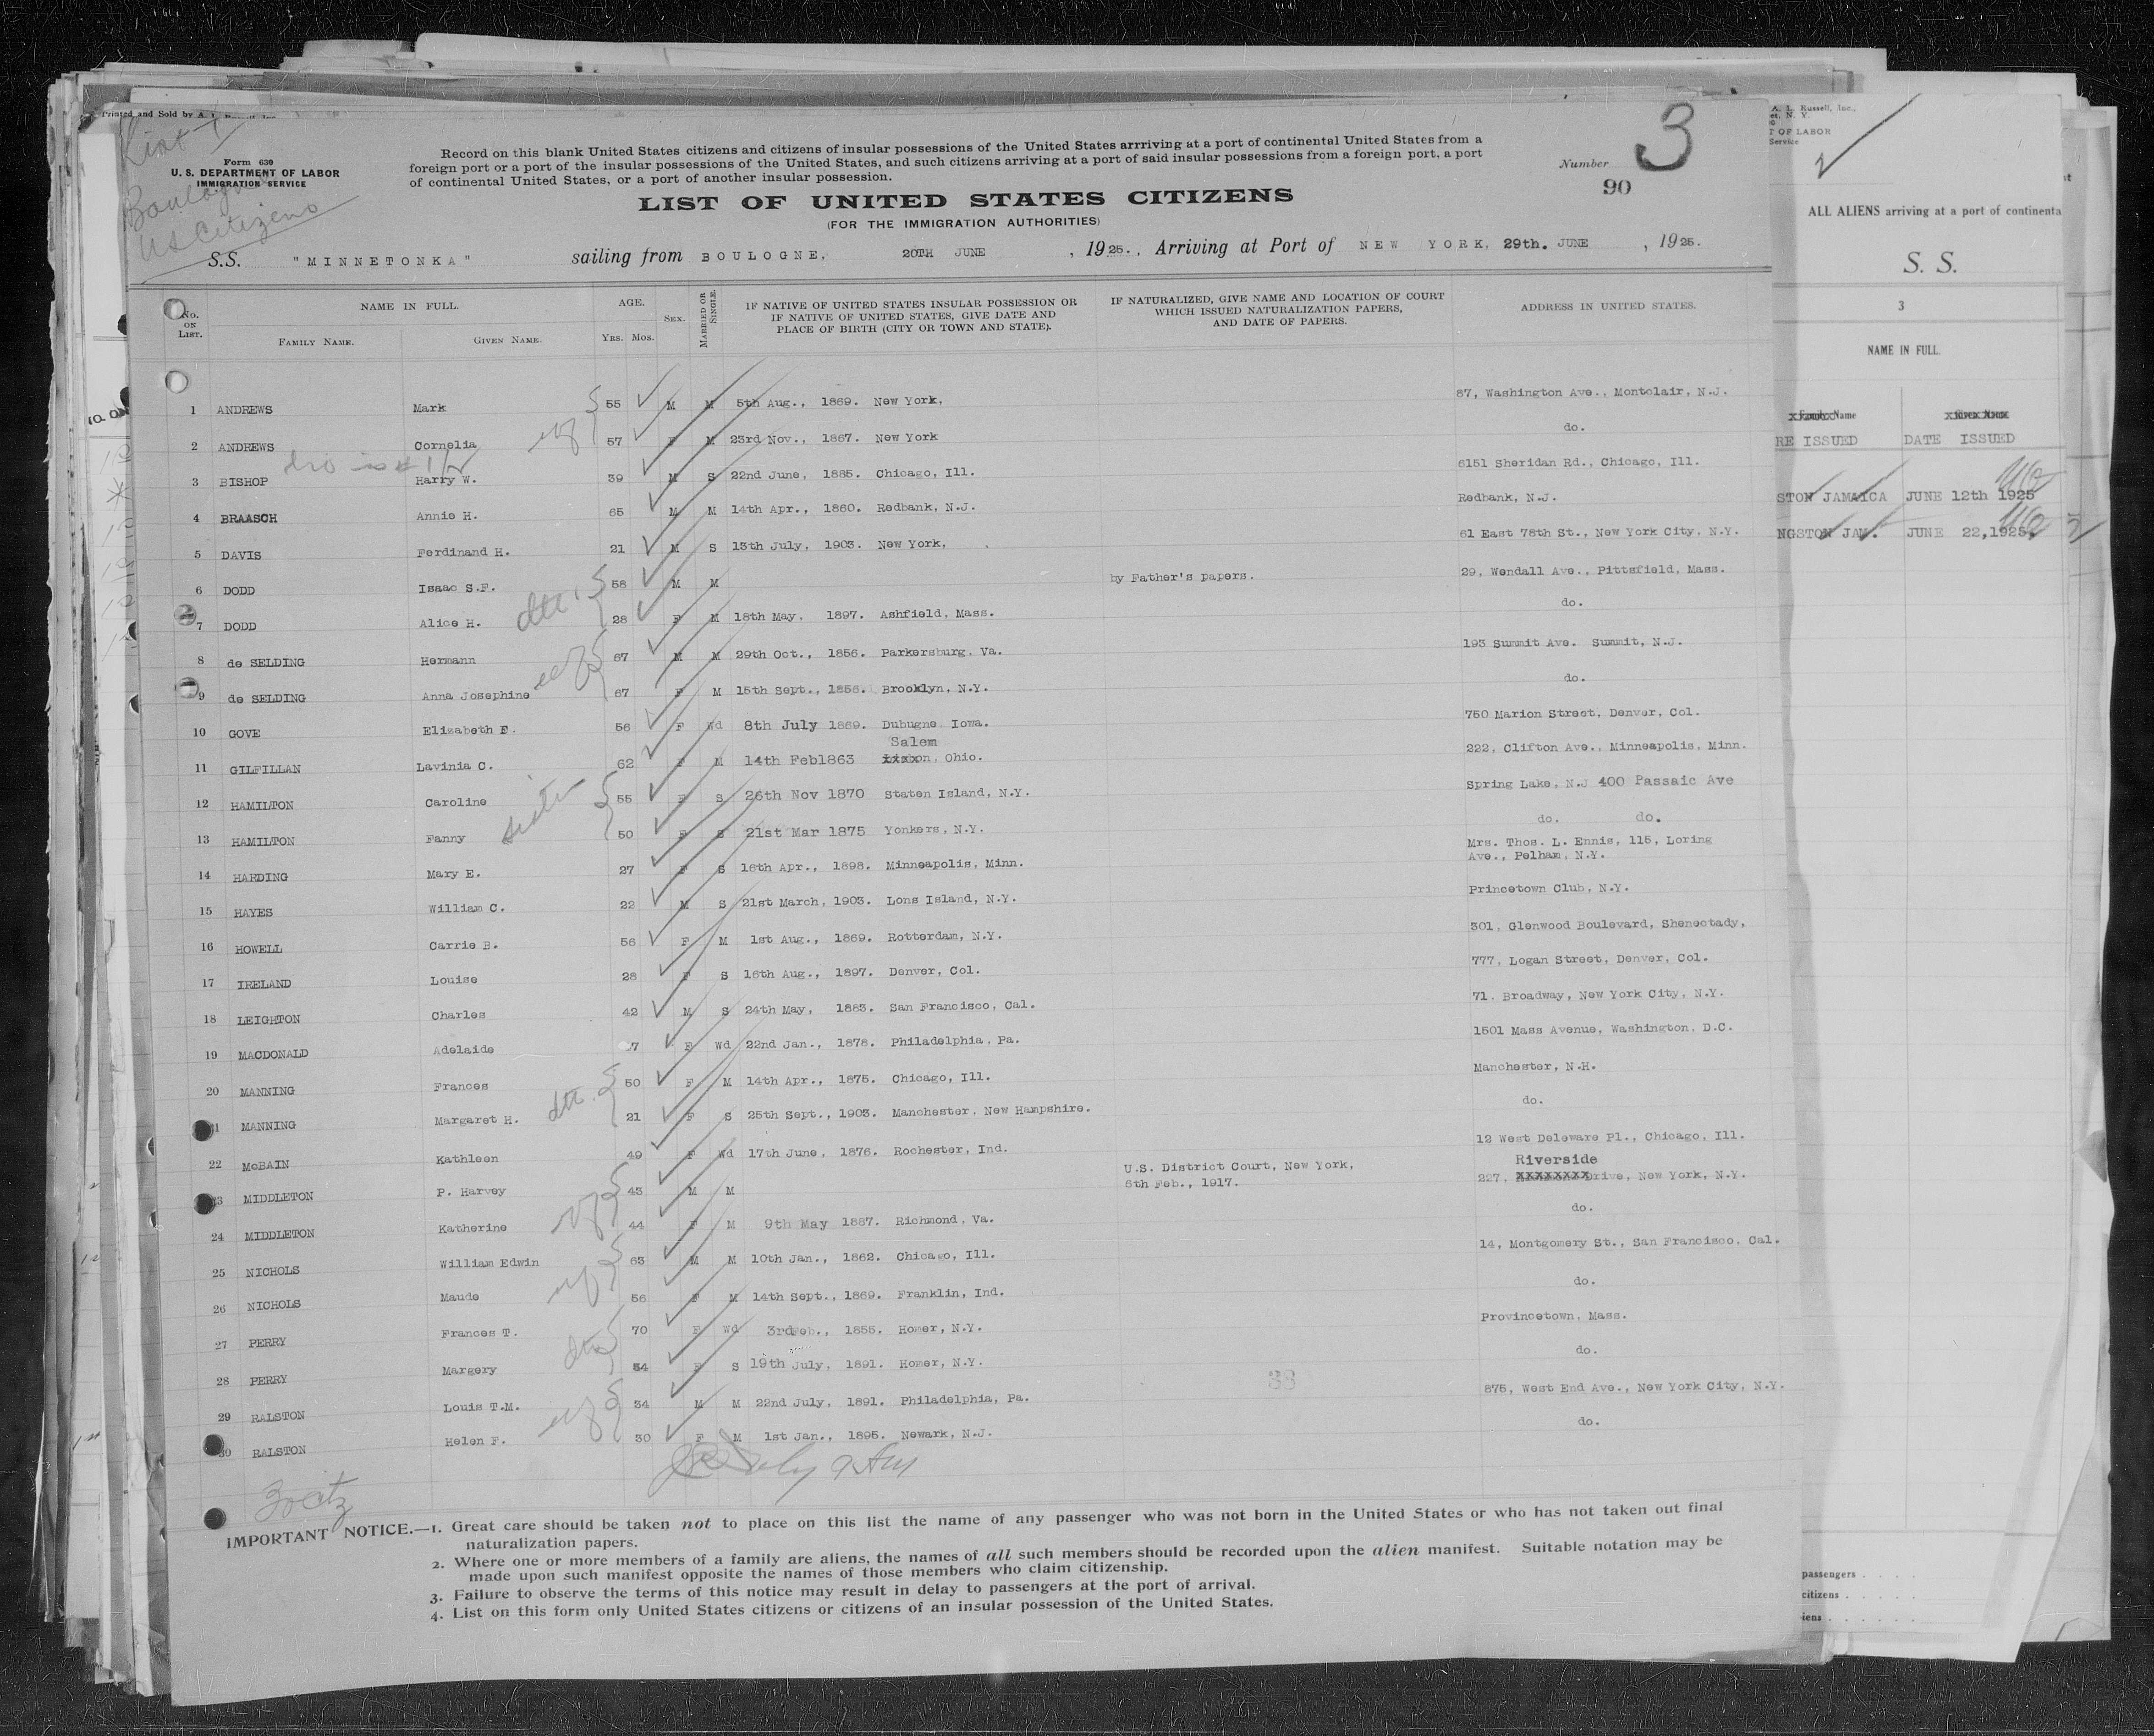 Printed and Sold by A. L.
Form 630
U. S. DEPARTMENT OF LABOR
IMMIGRATION SERVICE
Boulogne
US Citizens
Record on this blank United States citizens and citizens of insular possessions of the United States arrriving at a port of continental United States from a
foreign port or a port of the insular possessions of the United States, and such citizens arriving at a port of said insular possessions from a foreign port, a port
of continental United States, or a port of another insular possession.
Number 3
90
LIST OF UNITED STATES CITIZENS
(FOR THE IMMIGRATION AUTHORITIES)
S.S. "MINNETONKA" sailing from BOULOGNE, 20TH JUNE , 1925. , Arriving at Port of NEW YORK, 29th. JUNE , 1925.
No. ON LIST. NAME IN FULL. FAMILY NAME. GIVEN NAME. AGE. YRS. MOS. SEX. MARRIED OR SINGLE. IF NATIVE OF UNITED STATES INSULAR POSSESSION OR IF NATIVE OF UNITED STATES, GIVE DATE AND PLACE OF BIRTH (CITY OR TOWN AND STATE). IF NATURALIZED, GIVE NAME AND LOCATION OF COURT WHICH ISSUED NATURALIZATION PAPERS, AND DATE OF PAPERS. ADDRESS IN UNITED STATES.
1 ANDREWS Mark 55 M M 5th Aug., 1869. New York, 87, Washington Ave., Montclair, N.J.
2 ANDREWS Cornelia 57 F M 23rd Nov., 1867. New York do.
3 BISHOP Harry W. 39 M S 22nd June, 1885. Chicago, Ill. 6151 Sheridan Rd., Chicago, Ill.
4 BRAASCH Annie H. 65 M M 14th Apr., 1860. Redbank, N.J. Redbank, N.J.
5 DAVIS Ferdinand H. 21 M S 13th July, 1903. New York, 61 East 78th St., New York City, N.Y.
6 DODD Isaac S.F. dtr. 58 M M by Father's papers. 29, Wendall Ave., Pittsfield, Mass.
7 DODD Alice H. 28 F M 18th May, 1897. Ashfield, Mass. do.
8 de SELDING Hermann 67 M M 29th Oct., 1856. Parkersburg, Va. 193 Summit Ave. Summit, N.J.
9 de SELDING Anna Josephine 67 F M 15th Sept., 1856. Brooklyn, N.Y. do.
10 GOVE Elizabeth F. 56 F Wd 8th July 1869. Dubugne, Iowa. 750 Marion Street, Denver, Col.
Salem
11 GILFILLAN Lavinia C. 62 F M 14th Feb1863 Ohio. 222, Clifton Ave., Minneapolis, Minn.
12 HAMILTON Caroline sister 55 F S 26th Nov 1870 Staten Island, N.Y. Spring Lake, N.J 400 Passaic Ave
13 HAMILTON Fanny 50 F S 21st Mar 1875 Yonkers, N.Y. do. do.
14 HARDING Mary E. 27 F S 16th Apr., 1898. Minneapolis, Minn. Mrs. Thos. L. Ennis, 115, Loring
Ave., Pelham, N.Y.
15 HAYES William C. 22 M S 21st March, 1903. Lons Island, N.Y. Princetown Club, N.Y.
16 HOWELL Carrie B. 56 F M 1st Aug., 1869. Rotterdam, N.Y. 301, Glenwood Boulevard, Shenectady,
17 IRELAND Louise 28 F S 16th Aug., 1897. Denver, Col. 777, Logan Street, Denver, Col.
18 LEIGHTON Charles 42 M S 24th May, 1883. San Francisco, Cal. 71, Broadway, New York City, N.Y.
19 MACDONALD Adelaide 7 F Wd 22nd Jan., 1878. Philadelphia, Pa. 1501 Mass Avenue, Washington, D.C.
20 MANNING Frances 50 F M 14th Apr., 1875. Chicago, Ill. Manchester, N.H.
1 MANNING Margaret H. dtr. 21 F S 25th Sept., 1903. Manchester, New Hampshire. do.
22 McBAIN Kathleen 49 F Wd 17th June, 1876. Rochester, Ind. 12 West Deleware Pl., Chicago, Ill.
Riverside
3 MIDDLETON P. Harvey 43 M M U.S. District Court, New York, 6th Feb., 1917. 227, XXXXXXXXDrive, New York, N.Y.
24 MIDDLETON Katherine 44 F M 9th May 1887. Richmond, Va. do.
25 NICHOLS William Edwin 63 M M 10th Jan., 1862. Chicago, Ill. 14, Montgomery St., San Francisco, Cal.
26 NICHOLS Maude 56 F M 14th Sept., 1869. Franklin, Ind. do.
27 PERRY Frances T. 70 F Wd 3rdFeb., 1855. Homer, N.Y. Provincetown, Mass.
28 PERRY Margery 34 F S 19th July, 1891. Homer, N.Y. do.
29 RALSTON Louis T.M. 34 M M 22nd July, 1891. Philadelphia, Pa. 875, West End Ave., New York City, N.Y.
30 RALSTON Helen F. 30 F M 1st Jan., 1895. Newark, N.J. do.
IMPORTANT NOTICE.—1. Great care should be taken not to place on this list the name of any passenger who was not born in the United States or who has not taken out final
naturalization papers.
2. Where one or more members of a family are aliens, the names of all such members should be recorded upon the alien manifest. Suitable notation may be
made upon such manifest opposite the names of those members who claim citizenship.
3. Failure to observe the terms of this notice may result in delay to passengers at the port of arrival.
4. List on this form only United States citizens or citizens of an insular possession of the United States.
A. L. Russell, Inc.,
et, N. Y.
T OF LABOR
Service
ALL ALIENS arriving at a port of continenta
S. S.
3
NAME IN FULL.
Name
RE ISSUED DATE ISSUED
STON JAMAICA JUNE 12th 1925
NGSTON JAM. JUNE 22,1925,
passengers . . . .
citizens . . . . .
iens . . . . . .